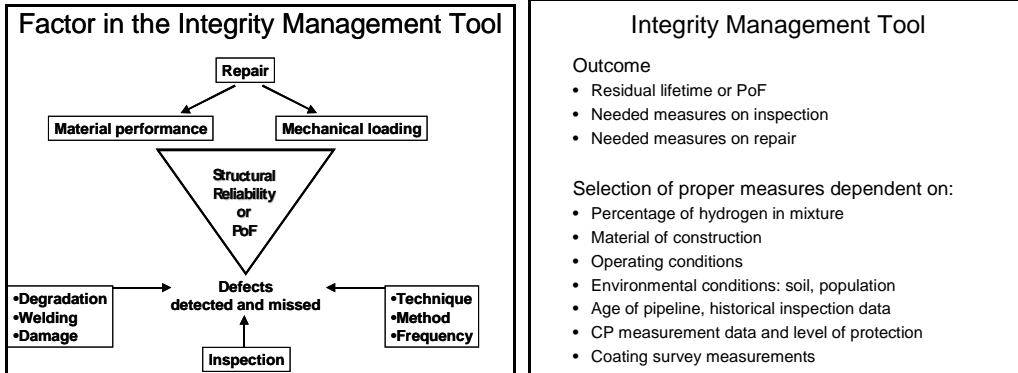 Factor in the Integrity Management Tool
Repair
Material performance
Mechanical loading
Structural
Reliability
or
PoF
Defects
detected and missed
•Degradation
•Welding
•Damage
•Technique
•Method
•Frequency
Inspection
Integrity Management Tool
Outcome
• Residual lifetime or PoF
• Needed measures on inspection
• Needed measures on repair
Selection of proper measures dependent on:
• Percentage of hydrogen in mixture
• Material of construction
• Operating conditions
• Environmental conditions: soil, population
• Age of pipeline, historical inspection data
• CP measurement data and level of protection
• Coating survey measurements